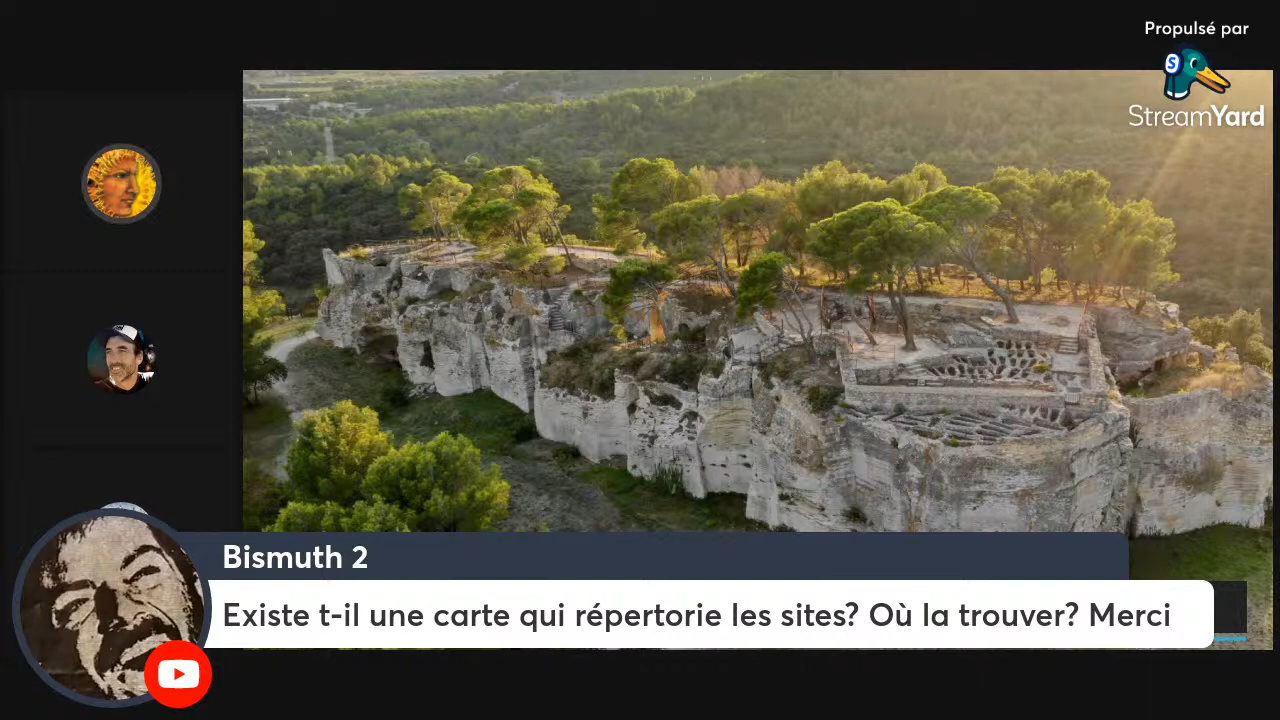 Propulsé par
StreamYard
Bismuth 2
Existe t-il une carte qui répertorie les sites? Où la trouver? Merci